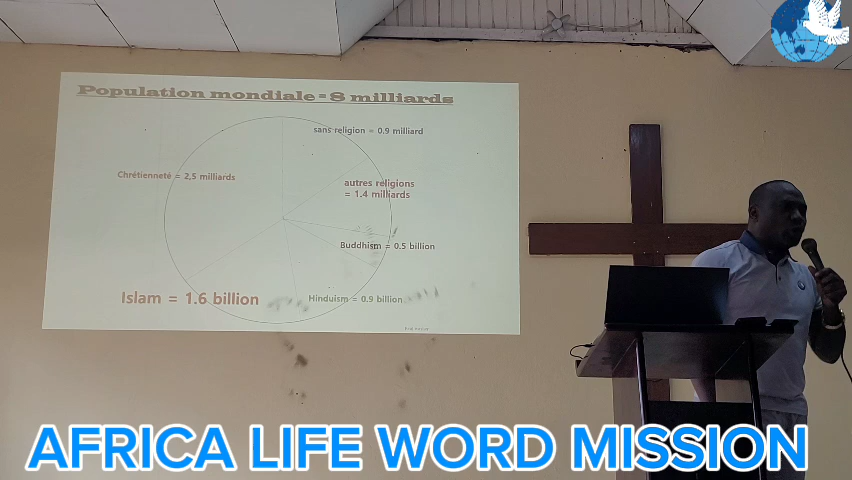 Population mondiale = 8 milliards
sans religion = 0.9 milliard
Chrétienneté = 2,5 milliards
autres religions
= 1.4 milliards
Buddhism = 0.5 billion
Islam = 1.6 billion
Hinduism = 0.9 billion
AFRICA LIFE WORD MISSION